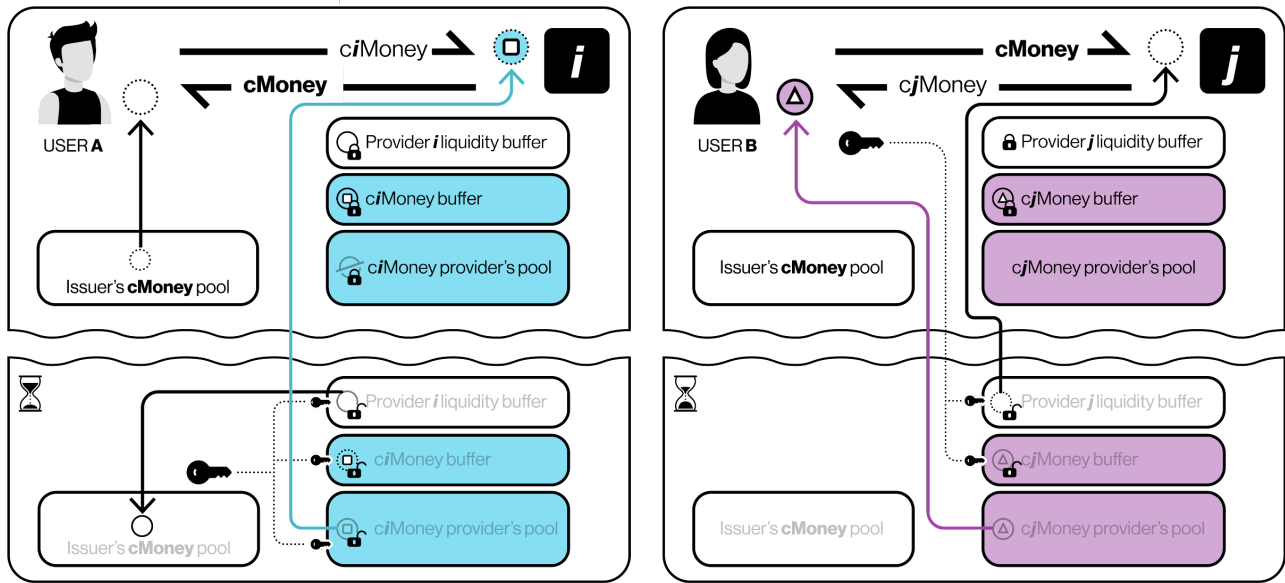 ciMoney
cMoney
i
USER A
Provider i liquidity buffer
ciMoney buffer
ciMoney provider's pool
Issuer's cMoney pool
Provider i liquidity buffer
ciMoney buffer
ciMoney provider's pool
Issuer's cMoney pool
cMoney
cjMoney
j
USER B
Provider j liquidity buffer
cjMoney buffer
cjMoney provider's pool
Issuer's cMoney pool
Provider j liquidity buffer
cjMoney buffer
cjMoney provider's pool
Issuer's cMoney pool